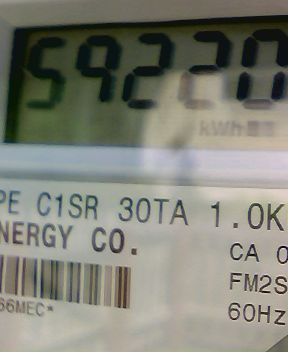 59220
kWh
PE C1SR 30TA 1.0K
NERGY CO.
CA 0
FM2S
66MEC*
60Hz